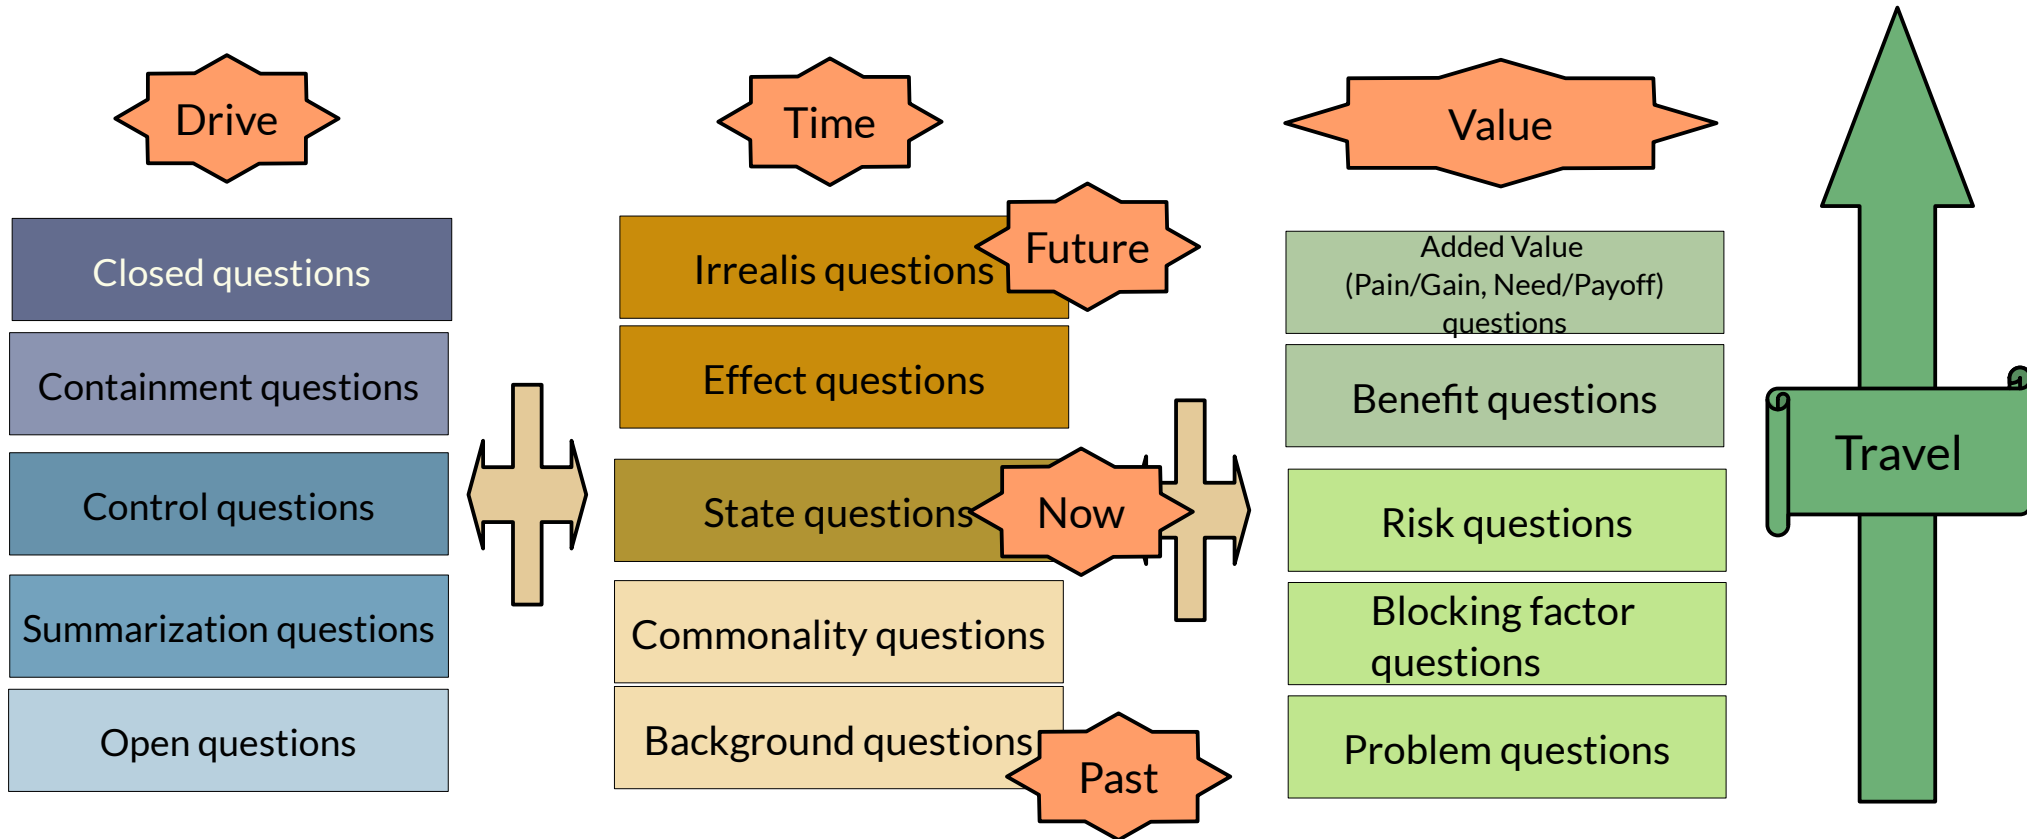 Drive
Closed questions
Containment questions
Control questions
Summarization questions
Open questions
Time
Future
Irrealis questions
Effect questions
State questions
Now
Commonality questions
Background questions
Past
Value
Added Value
(Pain/Gain, Need/Payoff)
questions
Benefit questions
Risk questions
Blocking factor
questions
Problem questions
Travel